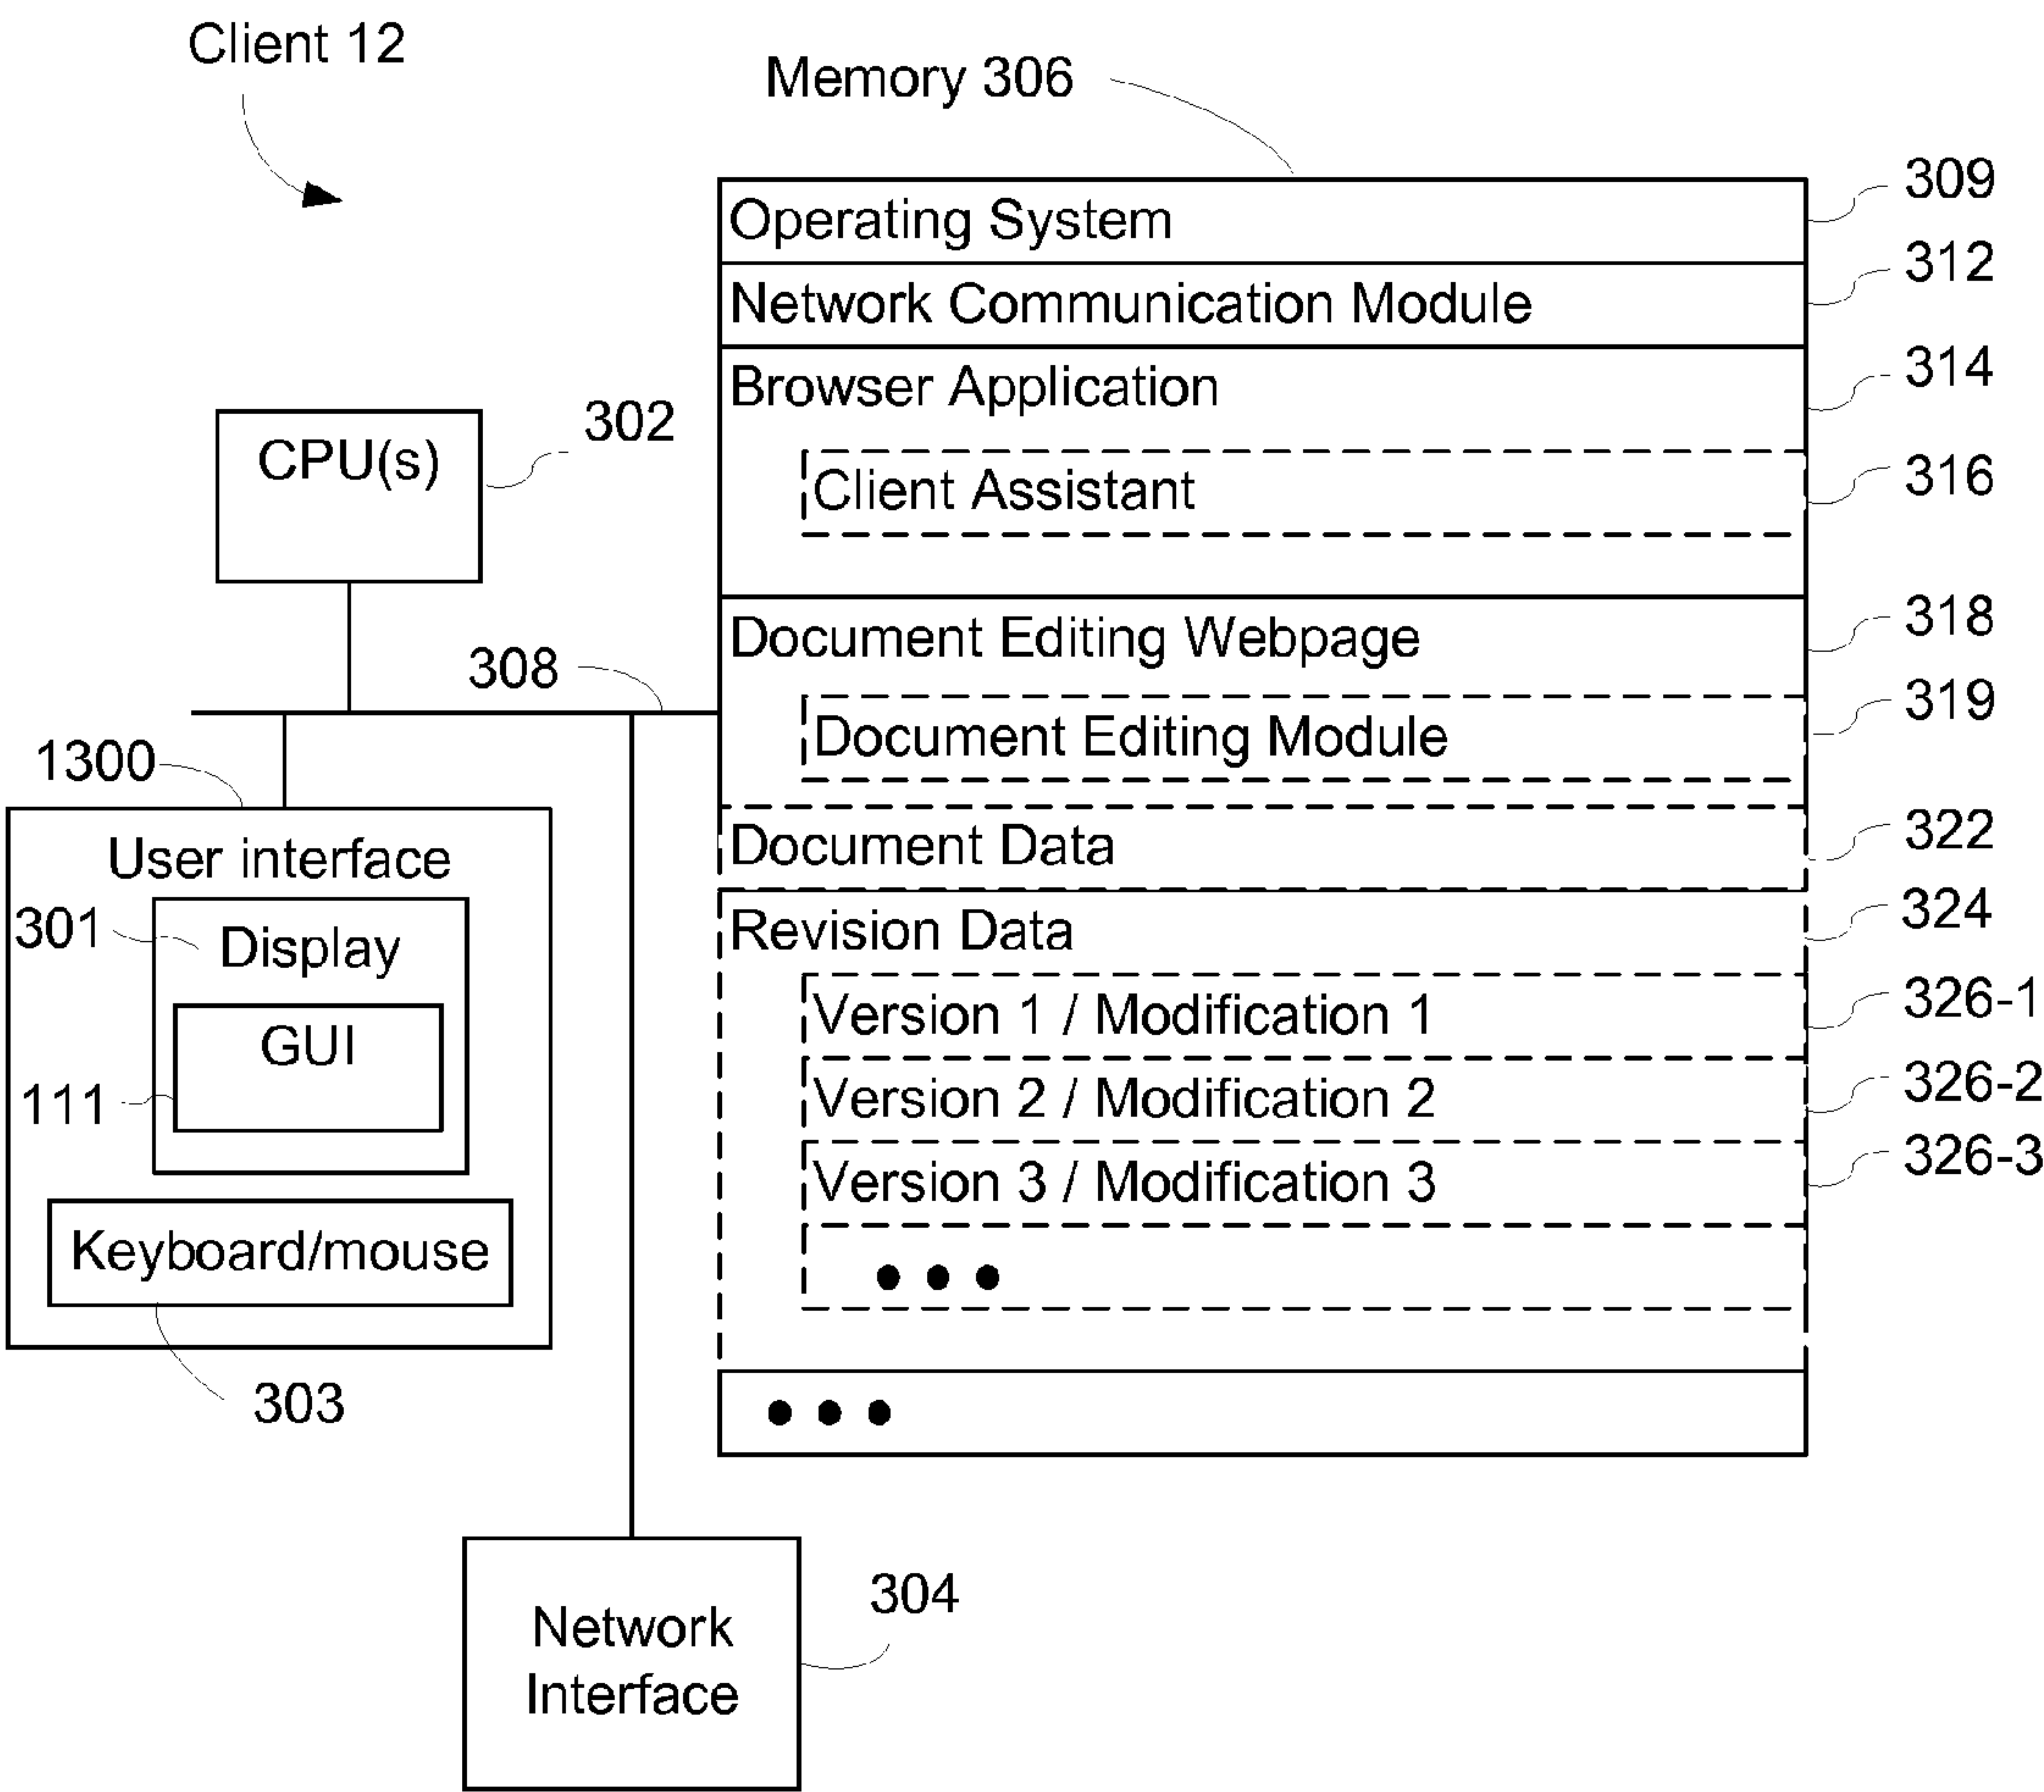 Client 12
Memory 306
Operating System
309
Network Communication Module
312
Browser Application
314
Client Assistant
316
Document Editing Webpage
318
Document Editing Module
319
Document Data
322
Revision Data
324
Version 1 / Modification 1
326-1
Version 2 / Modification 2
326-2
Version 3 / Modification 3
326-3
CPU(s)
302
308
1300
User interface
301
Display
GUI
111
Keyboard/mouse
303
Network
Interface
304